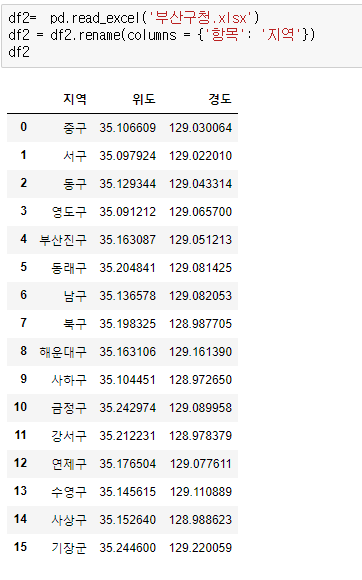 df2=  pd.read_excel('부산구청.xlsx')
df2 = df2.rename(columns = {'항목': '지역'})
df2
지역 위도 경도
0 중구 35.106609 129.030064
1 서구 35.097924 129.022010
2 동구 35.129344 129.043314
3 영도구 35.091212 129.065700
4 부산진구 35.163087 129.051213
5 동래구 35.204841 129.081425
6 남구 35.136578 129.082053
7 북구 35.198325 128.987705
8 해운대구 35.163106 129.161390
9 사하구 35.104451 128.972650
10 금정구 35.242974 129.089958
11 강서구 35.212231 128.978379
12 연제구 35.176504 129.077611
13 수영구 35.145615 129.110889
14 사상구 35.152640 128.988623
15 기장군 35.244600 129.220059